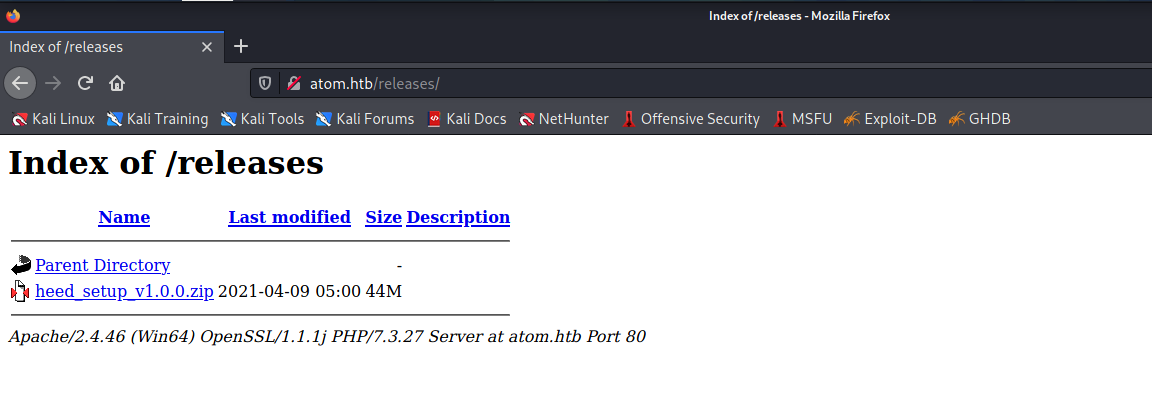 Index of /releases - Mozilla Firefox
Index of /releases
atom.htb/releases/
Kali Linux Kali Training Kali Tools Kali Forums Kali Docs NetHunter Offensive Security MSFU Exploit-DB GHDB
Index of /releases
Name Last modified Size Description
Parent Directory -
heed_setup_v1.0.0.zip 2021-04-09 05:00 44M
Apache/2.4.46 (Win64) OpenSSL/1.1.1j PHP/7.3.27 Server at atom.htb Port 80